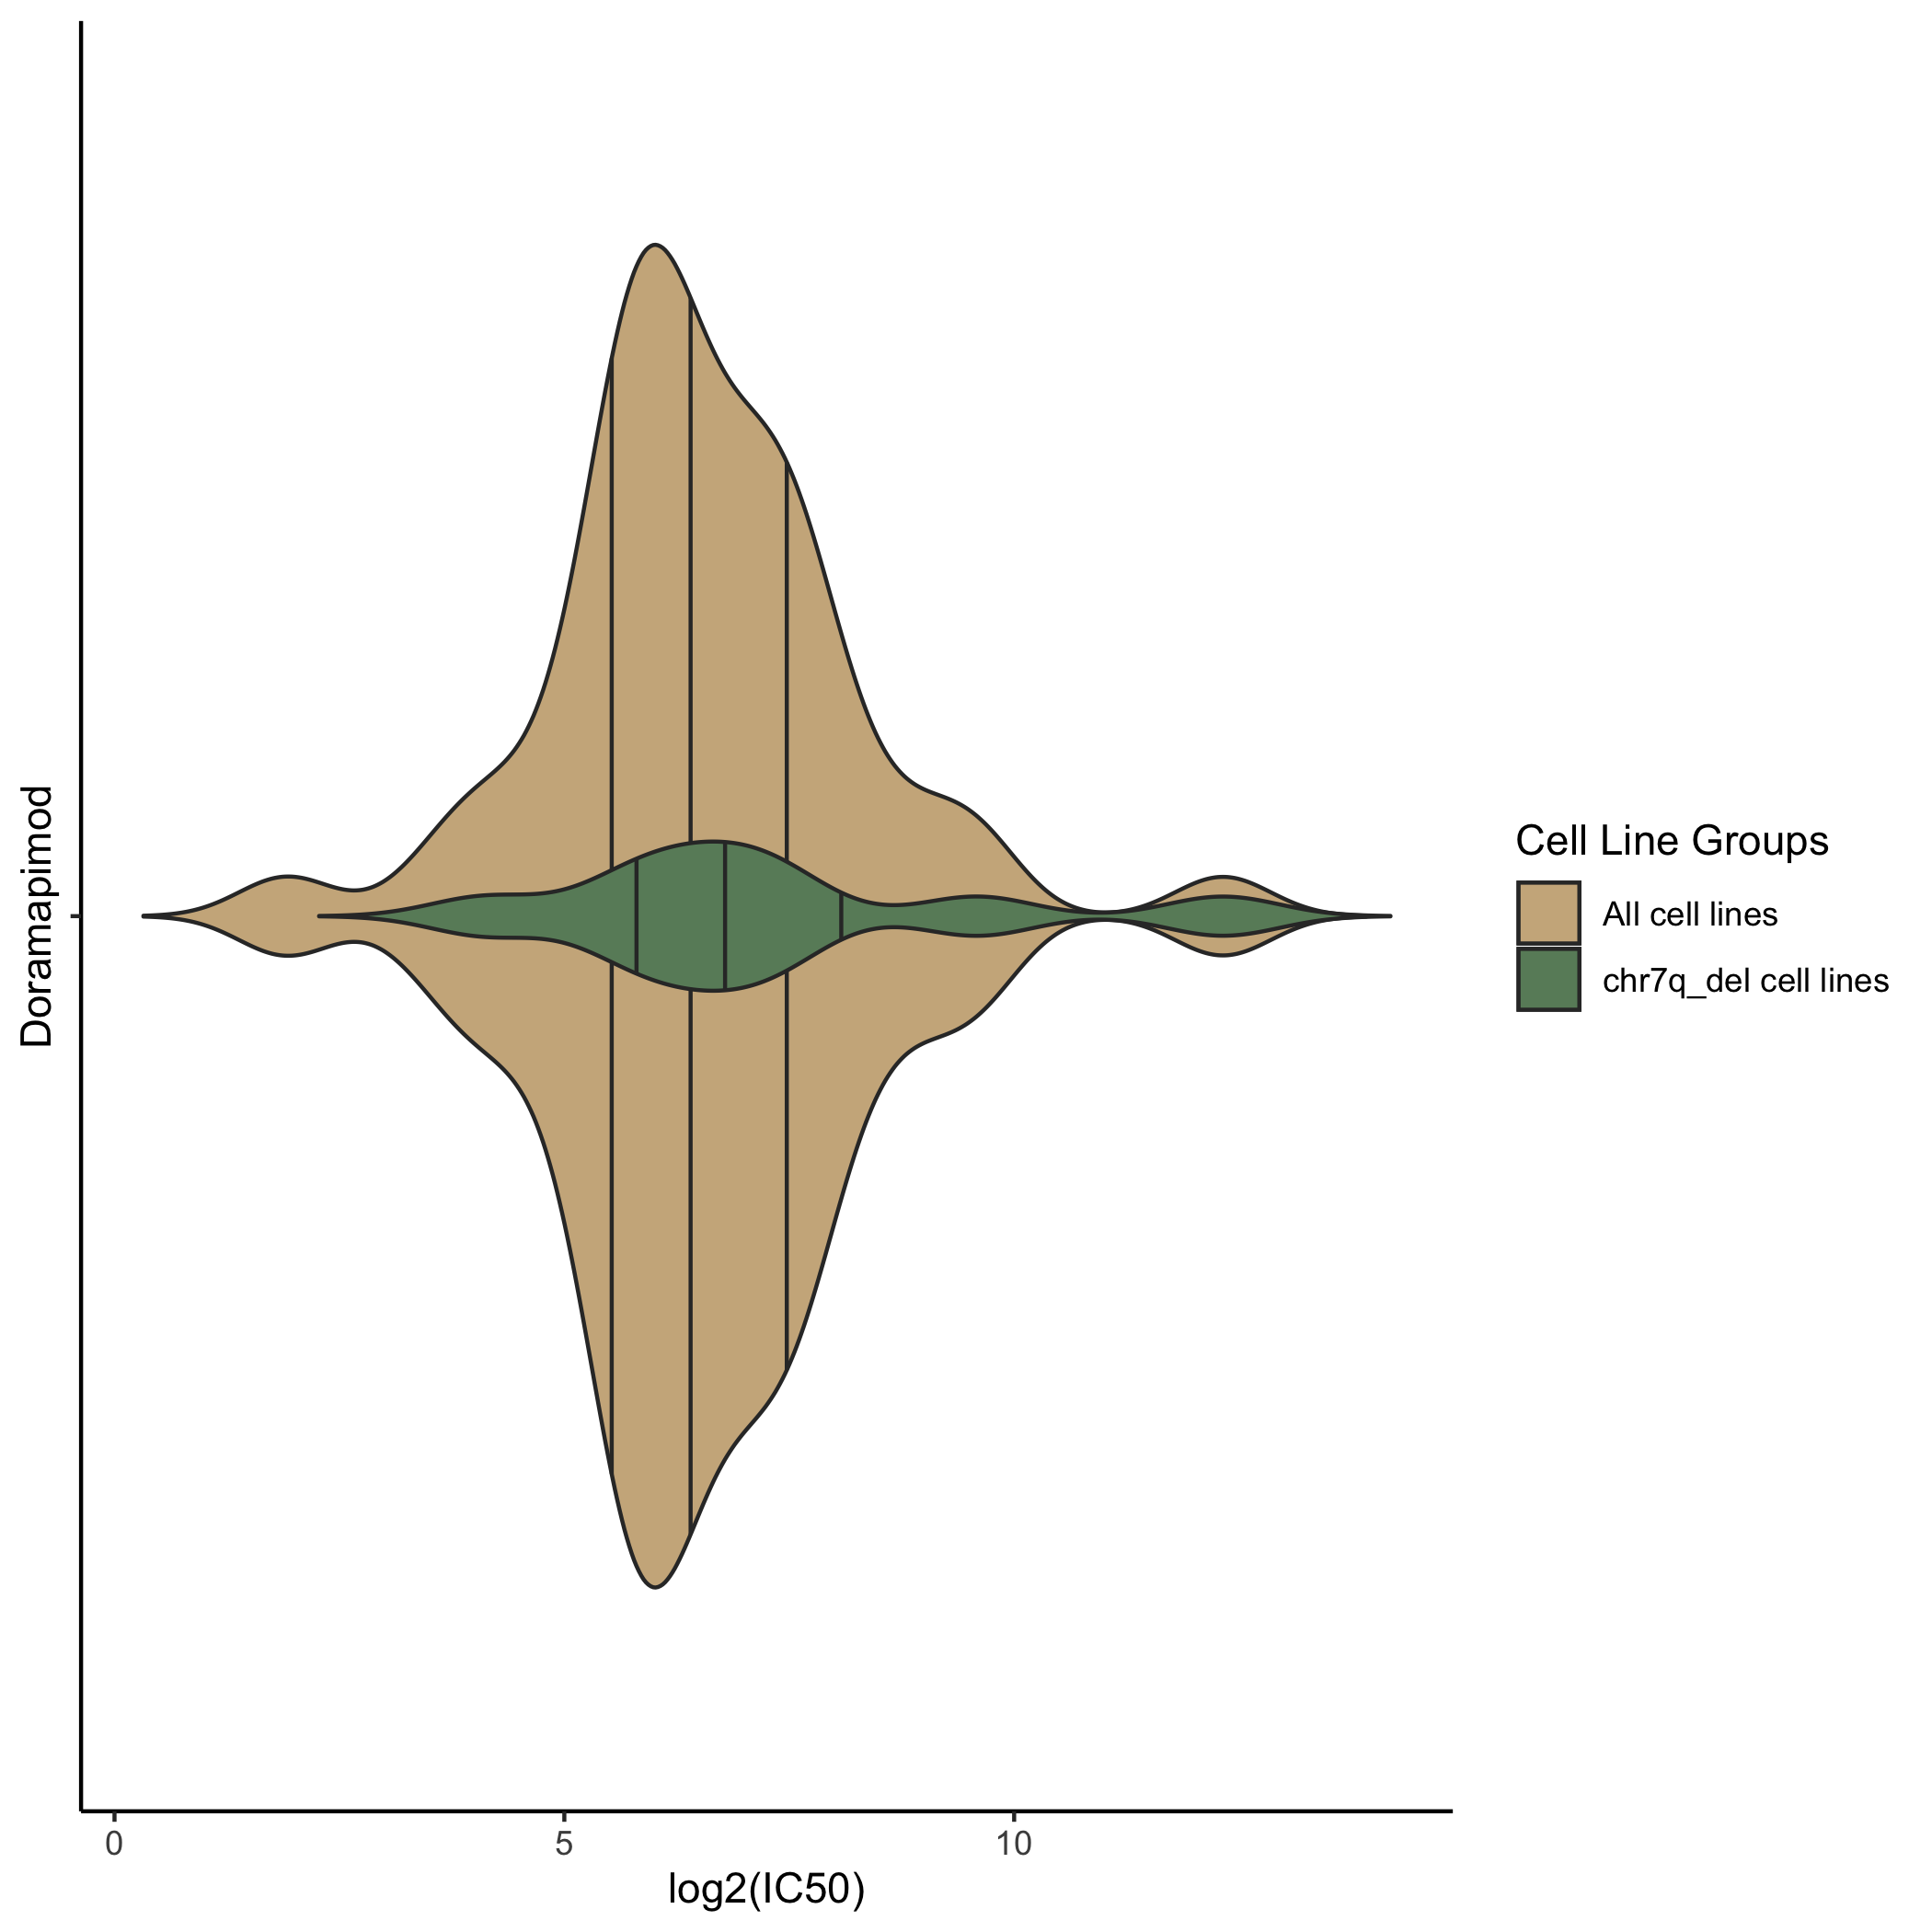 Doramapimod
0
5
10
log2(IC50)
Cell Line Groups
All cell lines
chr7q_del cell lines